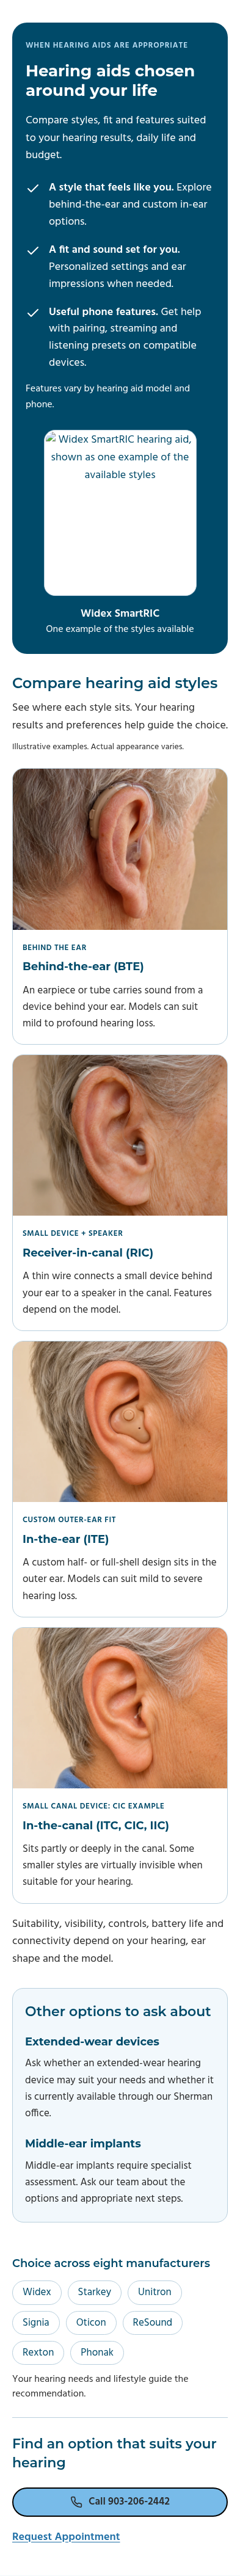 WHEN HEARING AIDS ARE APPROPRIATE
Hearing aids chosen
around your life
Compare styles, fit and features suited
to your hearing results, daily life and
budget.
A style that feels like you. Explore
behind-the-ear and custom in-ear
options.
A fit and sound set for you.
Personalized settings and ear
impressions when needed.
Useful phone features. Get help
with pairing, streaming and
listening presets on compatible
devices.
Features vary by hearing aid model and
phone.
Widex SmartRIC hearing aid,
shown as one example of the
available styles
Widex SmartRIC
One example of the styles available
Compare hearing aid styles
See where each style sits. Your hearing
results and preferences help guide the choice.
Illustrative examples. Actual appearance varies.
BEHIND THE EAR
Behind-the-ear (BTE)
An earpiece or tube carries sound from a
device behind your ear. Models can suit
mild to profound hearing loss.
SMALL DEVICE + SPEAKER
Receiver-in-canal (RIC)
A thin wire connects a small device behind
your ear to a speaker in the canal. Features
depend on the model.
CUSTOM OUTER-EAR FIT
In-the-ear (ITE)
A custom half- or full-shell design sits in the
outer ear. Models can suit mild to severe
hearing loss.
SMALL CANAL DEVICE: CIC EXAMPLE
In-the-canal (ITC, CIC, IIC)
Sits partly or deeply in the canal. Some
smaller styles are virtually invisible when
suitable for your hearing.
Suitability, visibility, controls, battery life and
connectivity depend on your hearing, ear
shape and the model.
Other options to ask about
Extended-wear devices
Ask whether an extended-wear hearing
device may suit your needs and whether it
is currently available through our Sherman
office.
Middle-ear implants
Middle-ear implants require specialist
assessment. Ask our team about the
options and appropriate next steps.
Choice across eight manufacturers
Widex Starkey Unitron
Signia Oticon ReSound
Rexton Phonak
Your hearing needs and lifestyle guide the
recommendation.
Find an option that suits your
hearing
Call 903-206-2442
Request Appointment